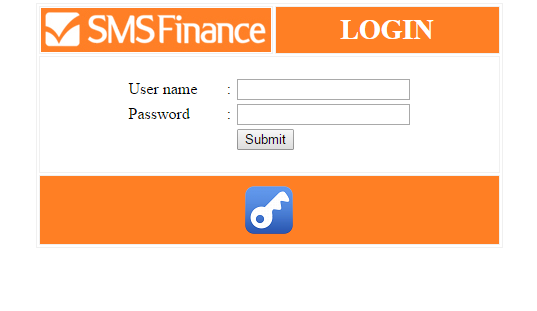 SMSFinance
LOGIN
User name :
Password :
Submit